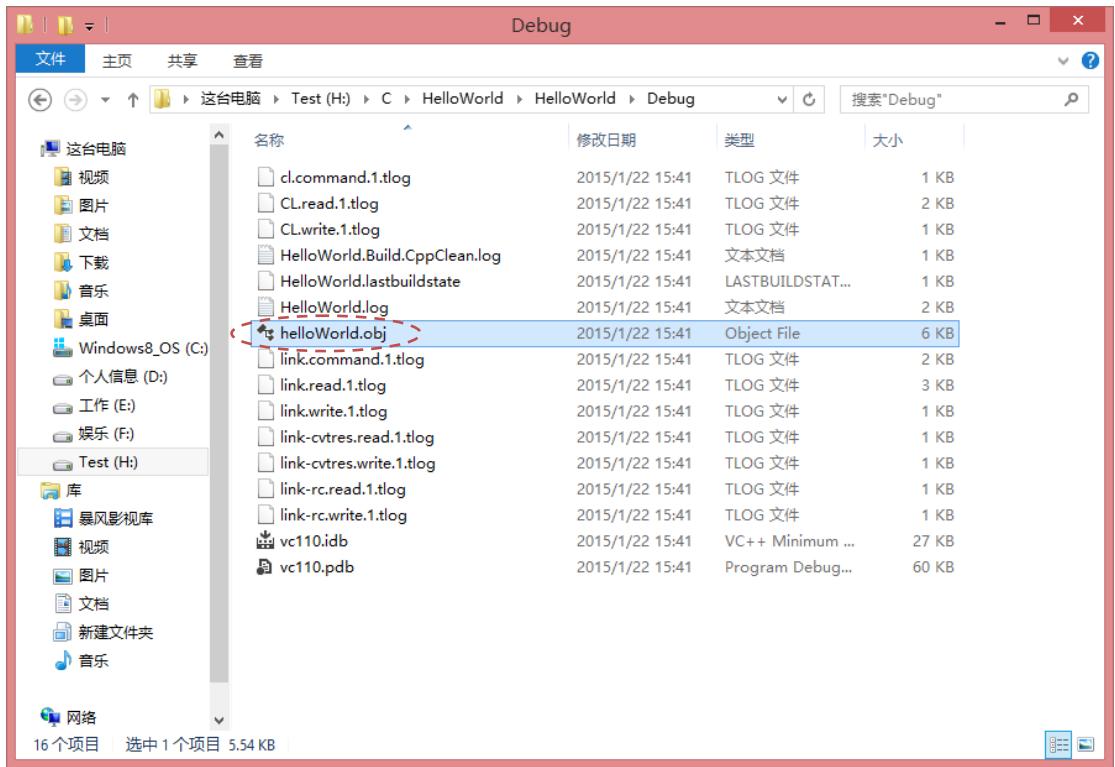 Debug
文件 主页 共享 查看
这台电脑 Test (H:) C HelloWorld HelloWorld Debug 搜索"Debug"
名称 修改日期 类型 大小
cl.command.1.tlog 2015/1/22 15:41 TLOG 文件 1 KB
CL.read.1.tlog 2015/1/22 15:41 TLOG 文件 2 KB
CL.write.1.tlog 2015/1/22 15:41 TLOG 文件 1 KB
HelloWorld.Build.CppClean.log 2015/1/22 15:41 文本文档 1 KB
HelloWorld.lastbuildstate 2015/1/22 15:41 LASTBUILDSTAT... 1 KB
HelloWorld.log 2015/1/22 15:41 文本文档 2 KB
helloWorld.obj 2015/1/22 15:41 Object File 6 KB
link.command.1.tlog 2015/1/22 15:41 TLOG 文件 2 KB
link.read.1.tlog 2015/1/22 15:41 TLOG 文件 3 KB
link.write.1.tlog 2015/1/22 15:41 TLOG 文件 1 KB
link-cvtres.read.1.tlog 2015/1/22 15:41 TLOG 文件 1 KB
link-cvtres.write.1.tlog 2015/1/22 15:41 TLOG 文件 1 KB
link-rc.read.1.tlog 2015/1/22 15:41 TLOG 文件 1 KB
link-rc.write.1.tlog 2015/1/22 15:41 TLOG 文件 1 KB
vc110.idb 2015/1/22 15:41 VC++ Minimum ... 27 KB
vc110.pdb 2015/1/22 15:41 Program Debug... 60 KB
这台电脑
视频
图片
文档
下载
音乐
桌面
Windows8_OS (C:)
个人信息 (D:)
工作 (E:)
娱乐 (F:)
Test (H:)
库
暴风影视库
视频
图片
文档
新建文件夹
音乐
网络
16 个项目 选中 1 个项目 5.54 KB